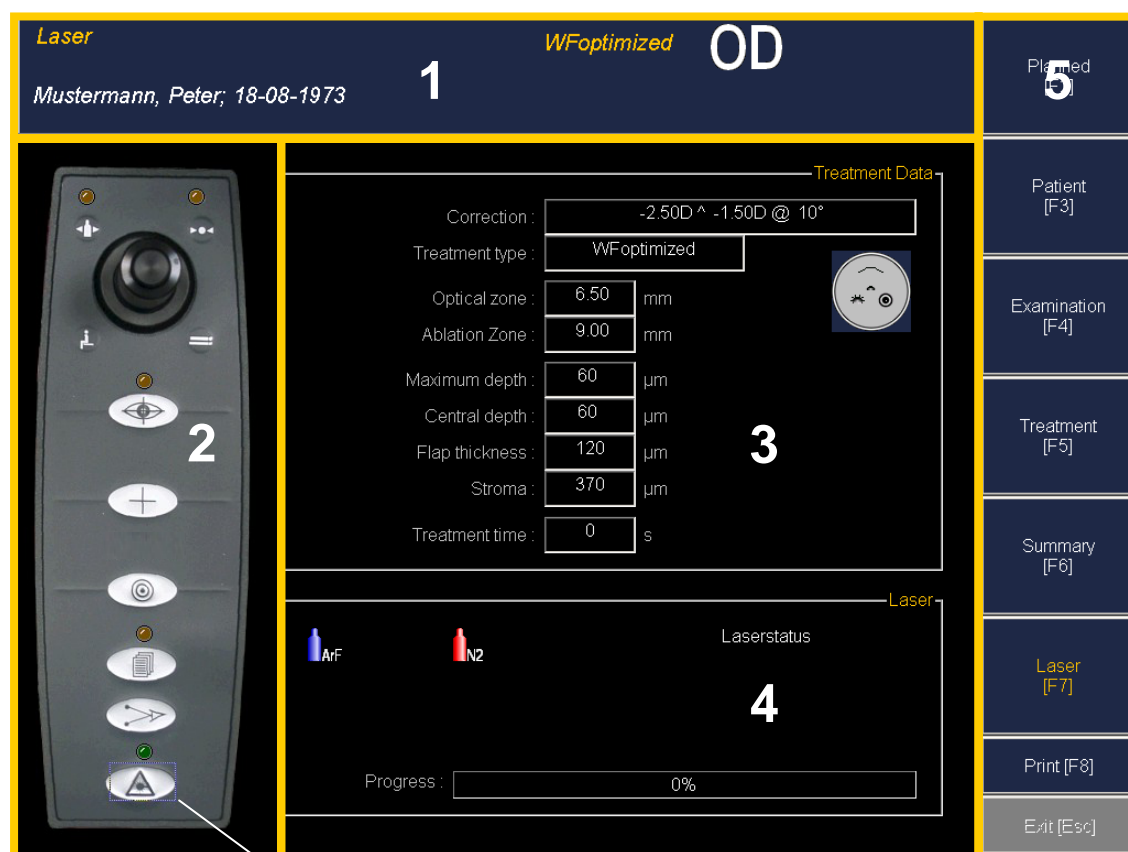 Laser
WFoptimized
OD
Mustermann, Peter; 18-08-1973
1
2
Treatment Data
Correction : -2.50D ^ -1.50D @ 10°
Treatment type : WFoptimized
Optical zone : 6.50 mm
Ablation Zone : 9.00 mm
Maximum depth : 60 µm
Central depth : 60 µm
Flap thickness : 120 µm
Stroma : 370 µm
Treatment time : 0 s
3
Laser
ArF
N2
Laserstatus
4
Progress : 0%
5
Patient
[F3]
Examination
[F4]
Treatment
[F5]
Summary
[F6]
Laser
[F7]
Print [F8]
Exit [Esc]